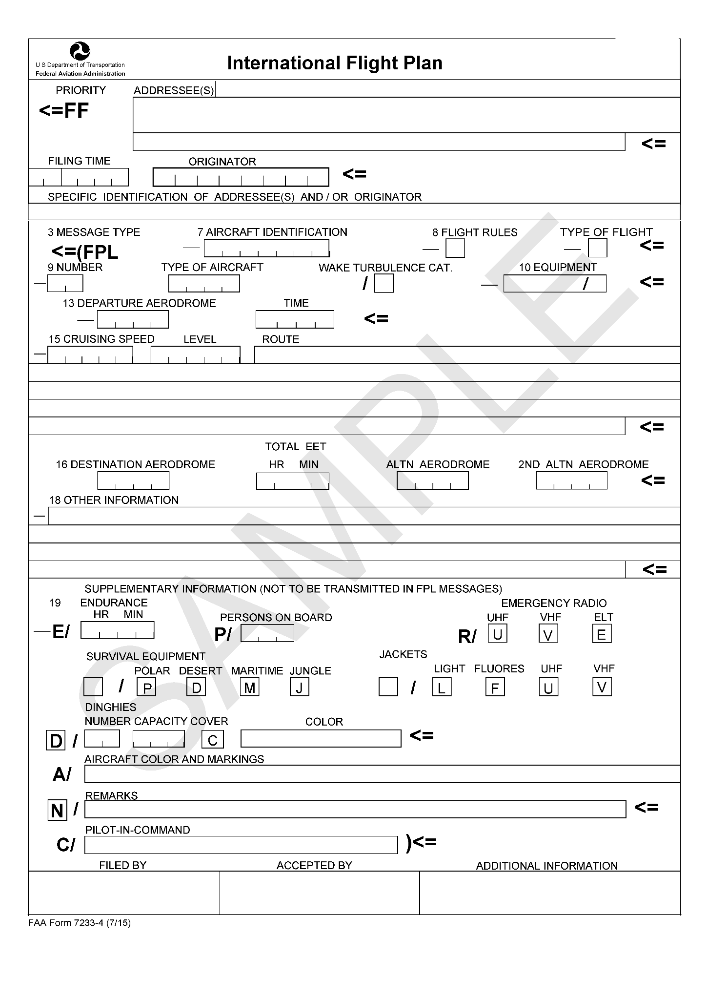 U S Department of Transportation
Federal Aviation Administration
International Flight Plan
PRIORITY ADDRESSEE(S)
<=FF
<=
FILING TIME ORIGINATOR
<=
SPECIFIC IDENTIFICATION OF ADDRESSEE(S) AND / OR ORIGINATOR
3 MESSAGE TYPE 7 AIRCRAFT IDENTIFICATION 8 FLIGHT RULES TYPE OF FLIGHT
<=(FPL — — — <=
9 NUMBER TYPE OF AIRCRAFT WAKE TURBULENCE CAT. 10 EQUIPMENT
— / — / <=
13 DEPARTURE AERODROME TIME
— <=
15 CRUISING SPEED LEVEL ROUTE
—
<=
TOTAL EET
16 DESTINATION AERODROME HR MIN ALTN AERODROME 2ND ALTN AERODROME
<=
18 OTHER INFORMATION
—
<=
SUPPLEMENTARY INFORMATION (NOT TO BE TRANSMITTED IN FPL MESSAGES)
19 ENDURANCE EMERGENCY RADIO
HR MIN PERSONS ON BOARD UHF VHF ELT
—E/ P/ R/ U V E
SURVIVAL EQUIPMENT JACKETS
POLAR DESERT MARITIME JUNGLE LIGHT FLUORES UHF VHF
/ P D M J / L F U V
DINGHIES
NUMBER CAPACITY COVER COLOR
D / C <=
AIRCRAFT COLOR AND MARKINGS
A/
REMARKS
N / <=
PILOT-IN-COMMAND
C/ )<=
FILED BY ACCEPTED BY ADDITIONAL INFORMATION
FAA Form 7233-4 (7/15)
SAMPLE